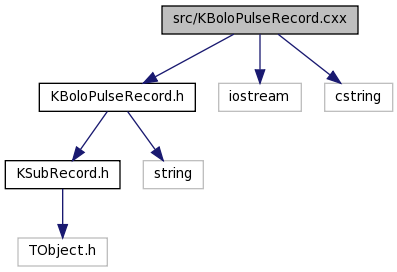 src/KBoloPulseRecord.cxx
KBoloPulseRecord.h
iostream
cstring
KSubRecord.h
string
TObject.h